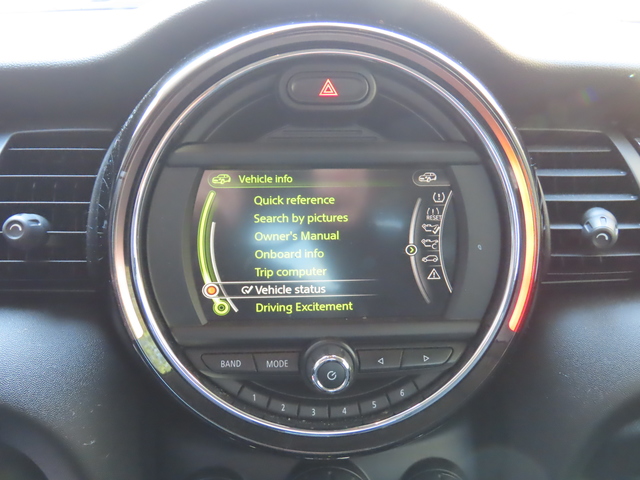 Vehicle info
Quick reference
Search by pictures
Owner's Manual
Onboard info
Trip computer
Vehicle status
Driving Excitement
RESET
BAND
MODE
1 2 3 4 5 6